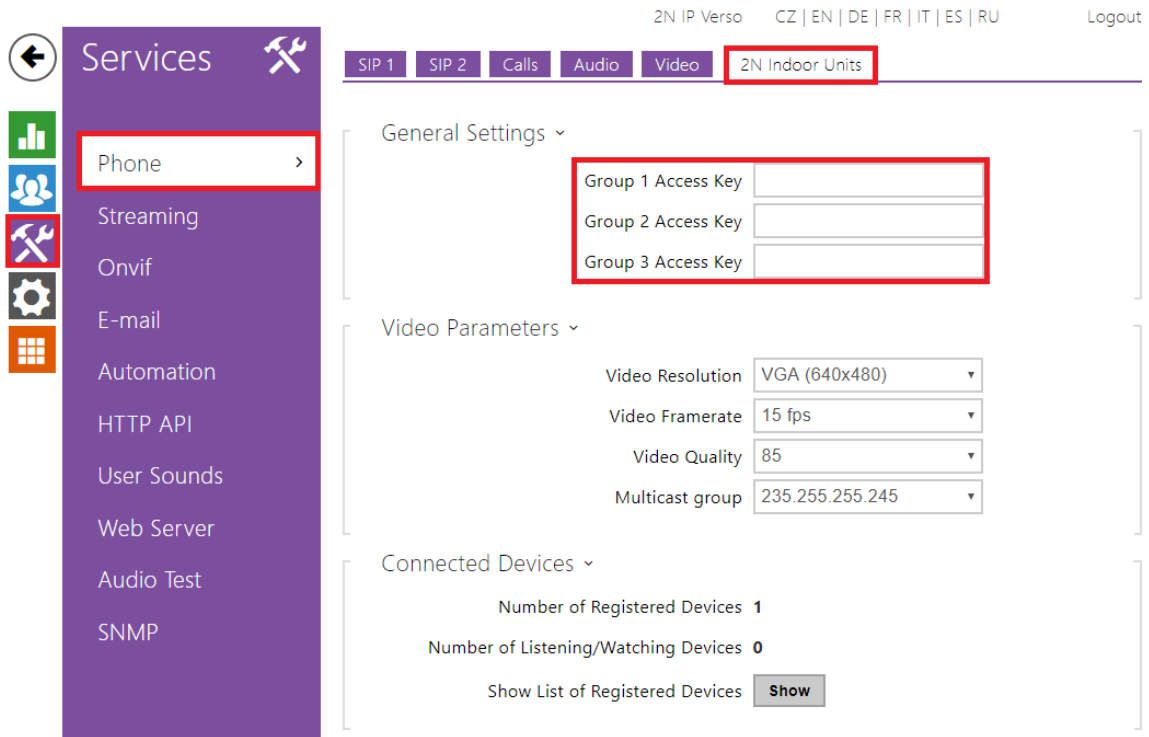 2N IP Verso CZ | EN | DE | FR | IT | ES | RU Logout
Services
Phone
Streaming
Onvif
E-mail
Automation
HTTP API
User Sounds
Web Server
Audio Test
SNMP
SIP 1 SIP 2 Calls Audio Video 2N Indoor Units
General Settings
Group 1 Access Key
Group 2 Access Key
Group 3 Access Key
Video Parameters
Video Resolution VGA (640x480)
Video Framerate 15 fps
Video Quality 85
Multicast group 235.255.255.245
Connected Devices
Number of Registered Devices 1
Number of Listening/Watching Devices 0
Show List of Registered Devices Show